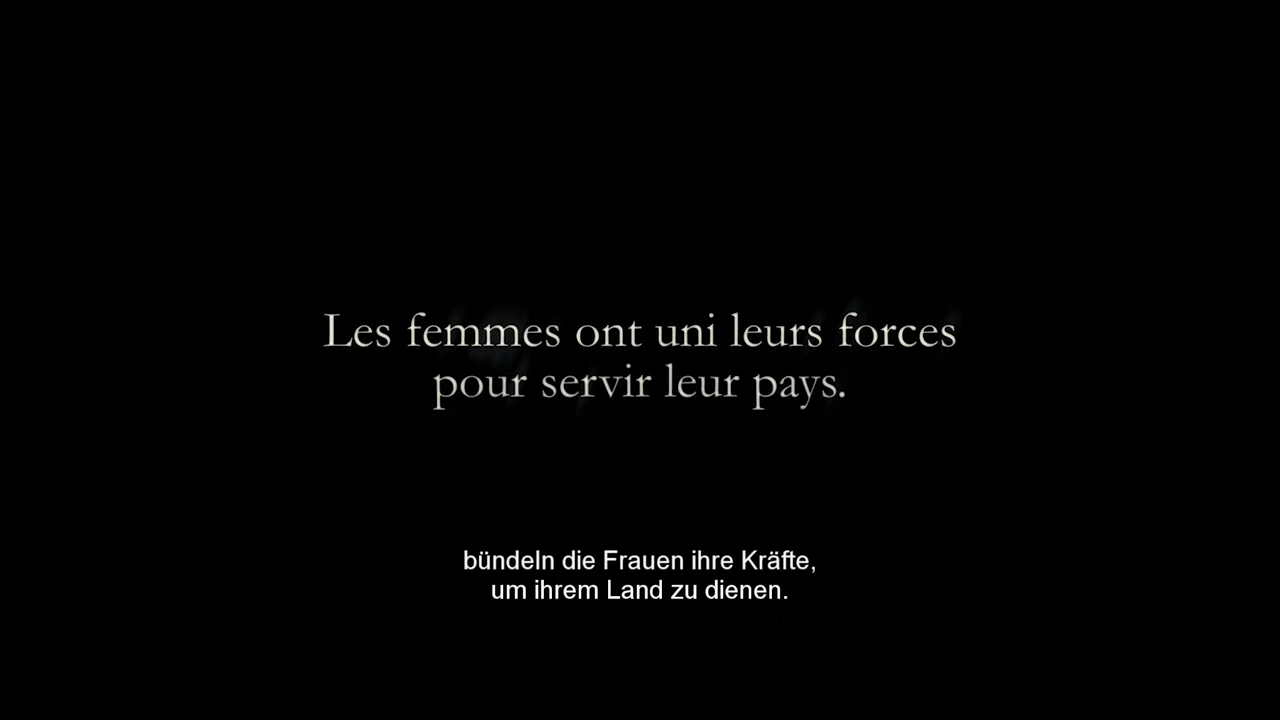 Les femmes ont uni leurs forces
pour servir leur pays.
bündeln die Frauen ihre Kräfte,
um ihrem Land zu dienen.